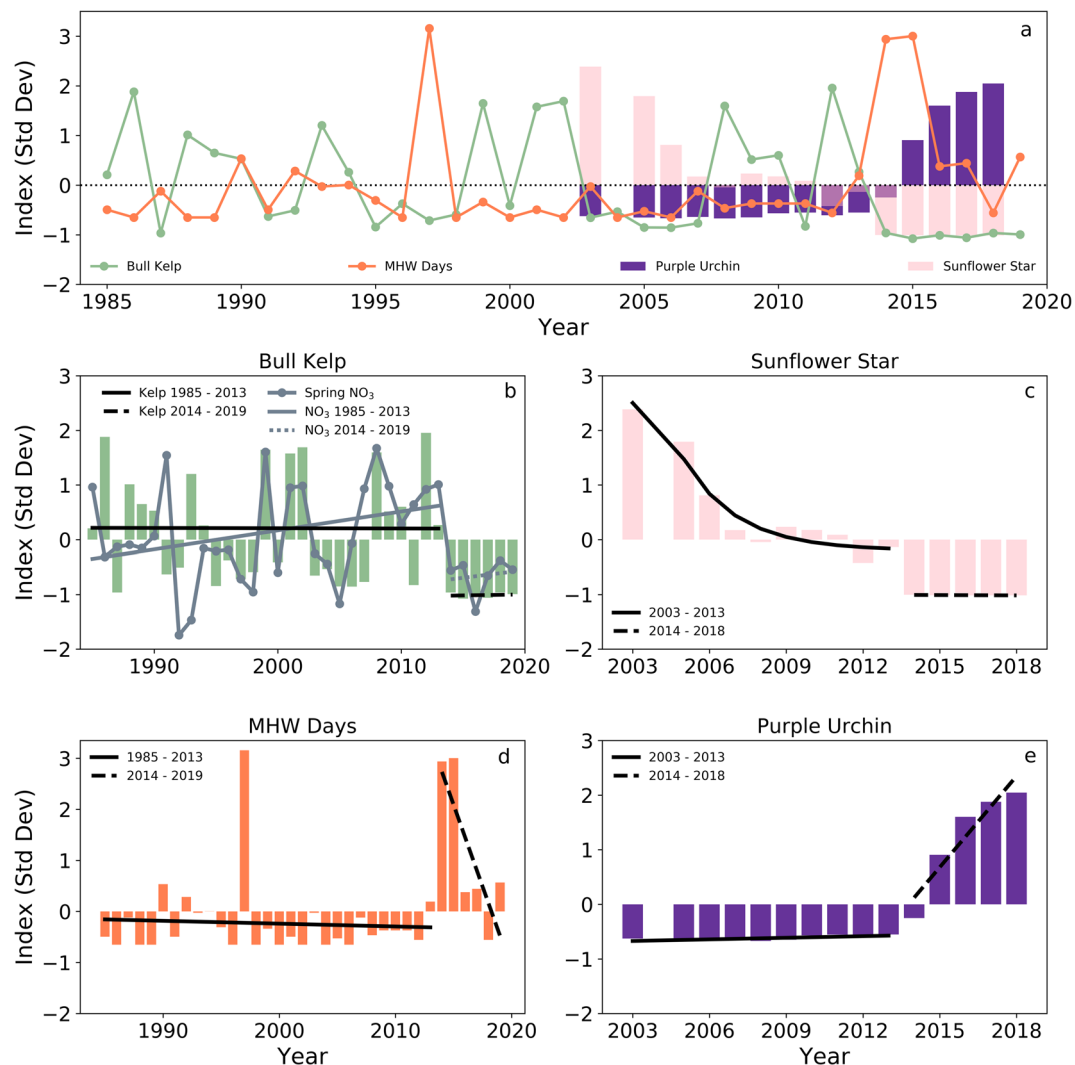 a
3
2
1
0
−1
−2
Index (Std Dev)
Bull Kelp
MHW Days
Purple Urchin
Sunflower Star
1985
1990
1995
2000
2005
2010
2015
2020
Year
Bull Kelp
b
Kelp 1985 - 2013
Kelp 2014 - 2019
Spring NO₃
NO₃ 1985 - 2013
NO₃ 2014 - 2019
3
2
1
0
−1
−2
Index (Std Dev)
1990
2000
2010
2020
Sunflower Star
c
3
2
1
0
−1
−2
2003 - 2013
2014 - 2018
2003
2006
2009
2012
2015
2018
MHW Days
d
1985 - 2013
2014 - 2019
3
2
1
0
−1
−2
Index (Std Dev)
1990
2000
2010
2020
Year
Purple Urchin
e
2003 - 2013
2014 - 2018
3
2
1
0
−1
−2
2003
2006
2009
2012
2015
2018
Year